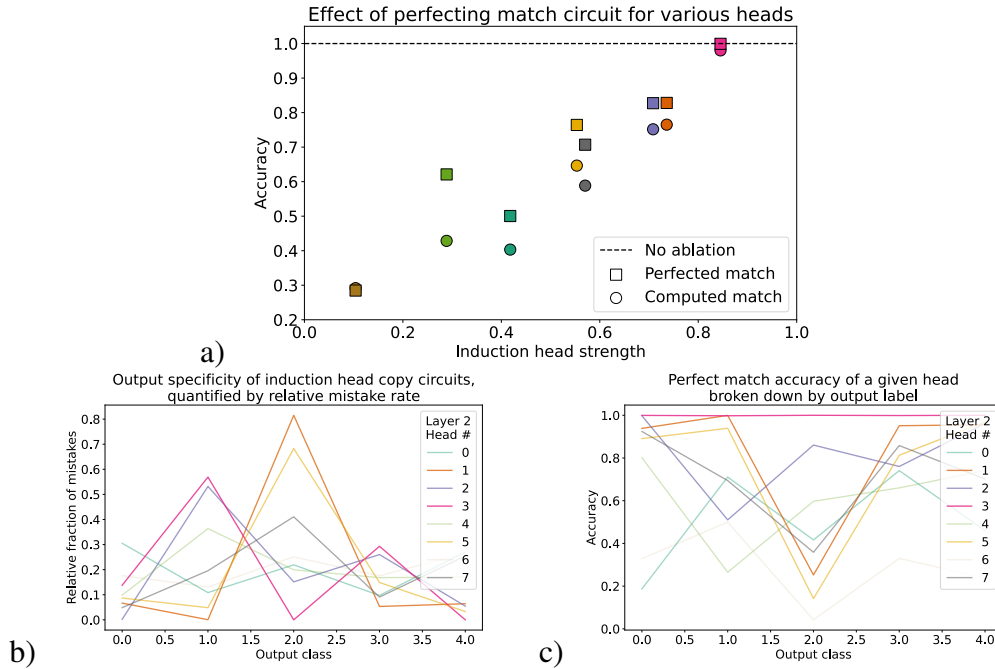 Effect of perfecting match circuit for various heads
Accuracy
1.0
0.9
0.8
0.7
0.6
0.5
0.4
0.3
0.2
No ablation
Perfected match
Computed match
0.0 0.2 0.4 0.6 0.8 1.0
Induction head strength
a)
Output specificity of induction head copy circuits,
quantified by relative mistake rate
Relative fraction of mistakes
0.8
0.7
0.6
0.5
0.4
0.3
0.2
0.1
0.0
Layer 2
Head #
0
1
2
3
4
5
6
7
0.0 0.5 1.0 1.5 2.0 2.5 3.0 3.5 4.0
Output class
b)
Perfect match accuracy of a given head
broken down by output label
Accuracy
1.0
0.8
0.6
0.4
0.2
0.0
Layer 2
Head #
0
1
2
3
4
5
6
7
0.0 0.5 1.0 1.5 2.0 2.5 3.0 3.5 4.0
Output class
c)